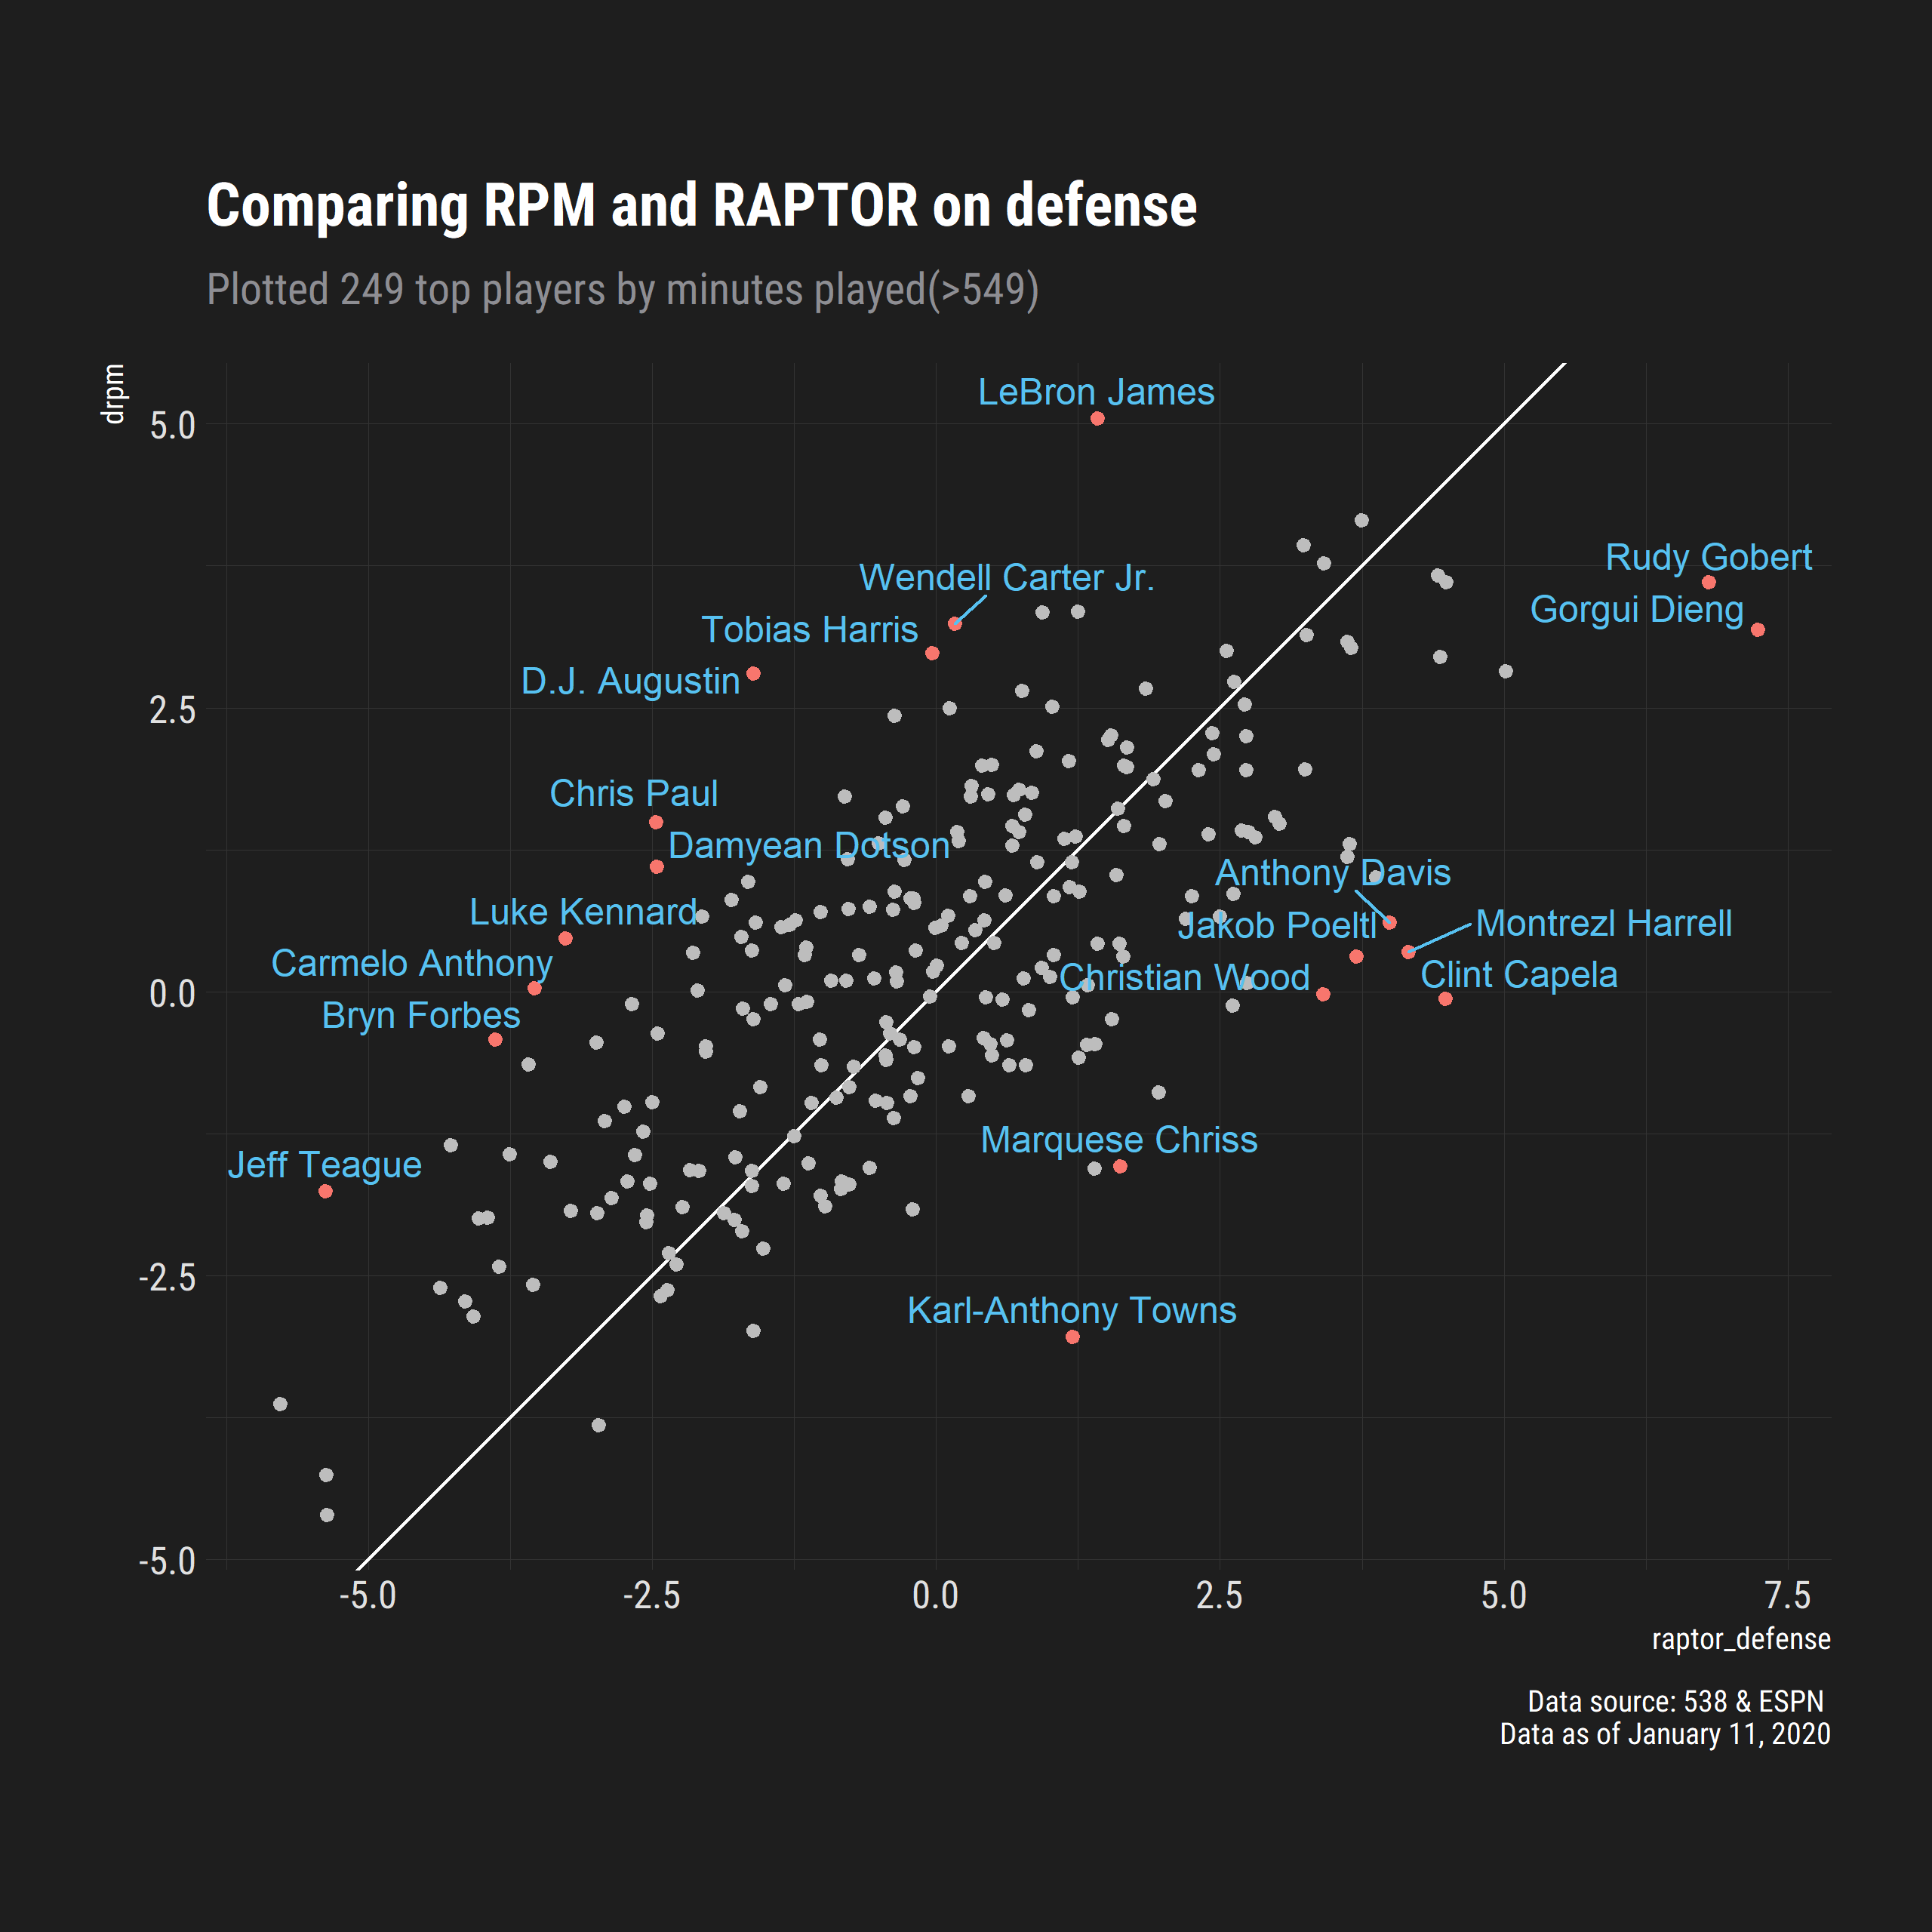 Comparing RPM and RAPTOR on defense
Plotted 249 top players by minutes played(>549)
drpm
LeBron James
5.0
Rudy Gobert
Wendell Carter Jr.
Gorgui Dieng
Tobias Harris
D.J. Augustin
2.5
Chris Paul
Damyean Dotson
Anthony Davis
Luke Kennard
Jakob Poeltl
Montrezl Harrell
Carmelo Anthony
Christian Wood
Clint Capela
0.0
Bryn Forbes
Marquese Chriss
Jeff Teague
-2.5
Karl-Anthony Towns
-5.0
-5.0 -2.5 0.0 2.5 5.0 7.5
raptor_defense
Data source: 538 & ESPN
Data as of January 11, 2020